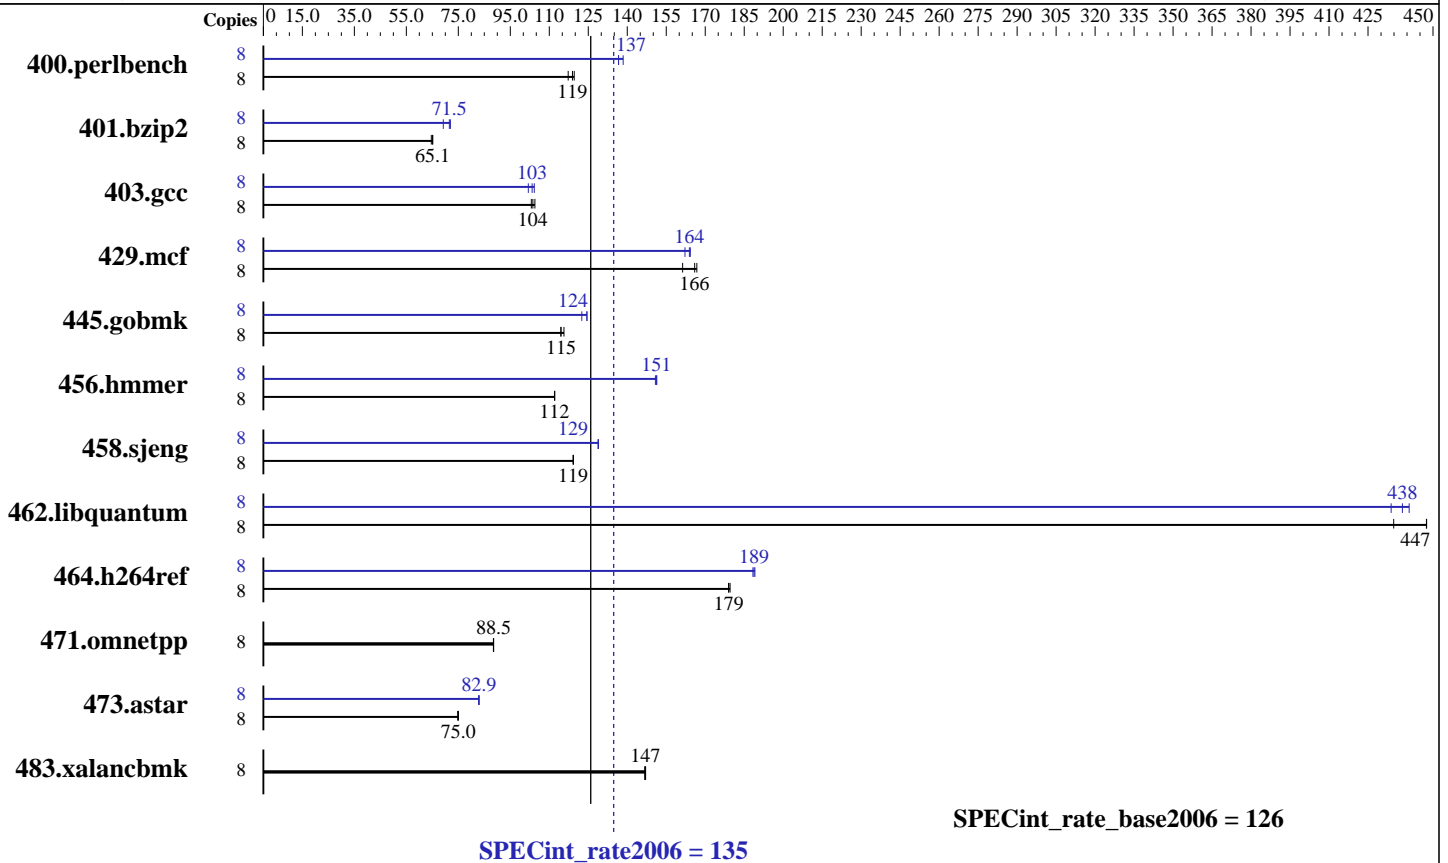 Copies 0 15.0 35.0 55.0 75.0 95.0 110 125 140 155 170 185 200 215 230 245 260 275 290 305 320 335 350 365 380 395 410 425 450
400.perlbench 8 137
8 119
401.bzip2 8 71.5
8 65.1
403.gcc 8 103
8 104
429.mcf 8 164
8 166
445.gobmk 8 124
8 115
456.hmmer 8 151
8 112
458.sjeng 8 129
8 119
462.libquantum 8 438
8 447
464.h264ref 8 189
8 179
471.omnetpp 8 88.5
473.astar 8 82.9
8 75.0
483.xalancbmk 8 147
SPECint_rate_base2006 = 126
SPECint_rate2006 = 135